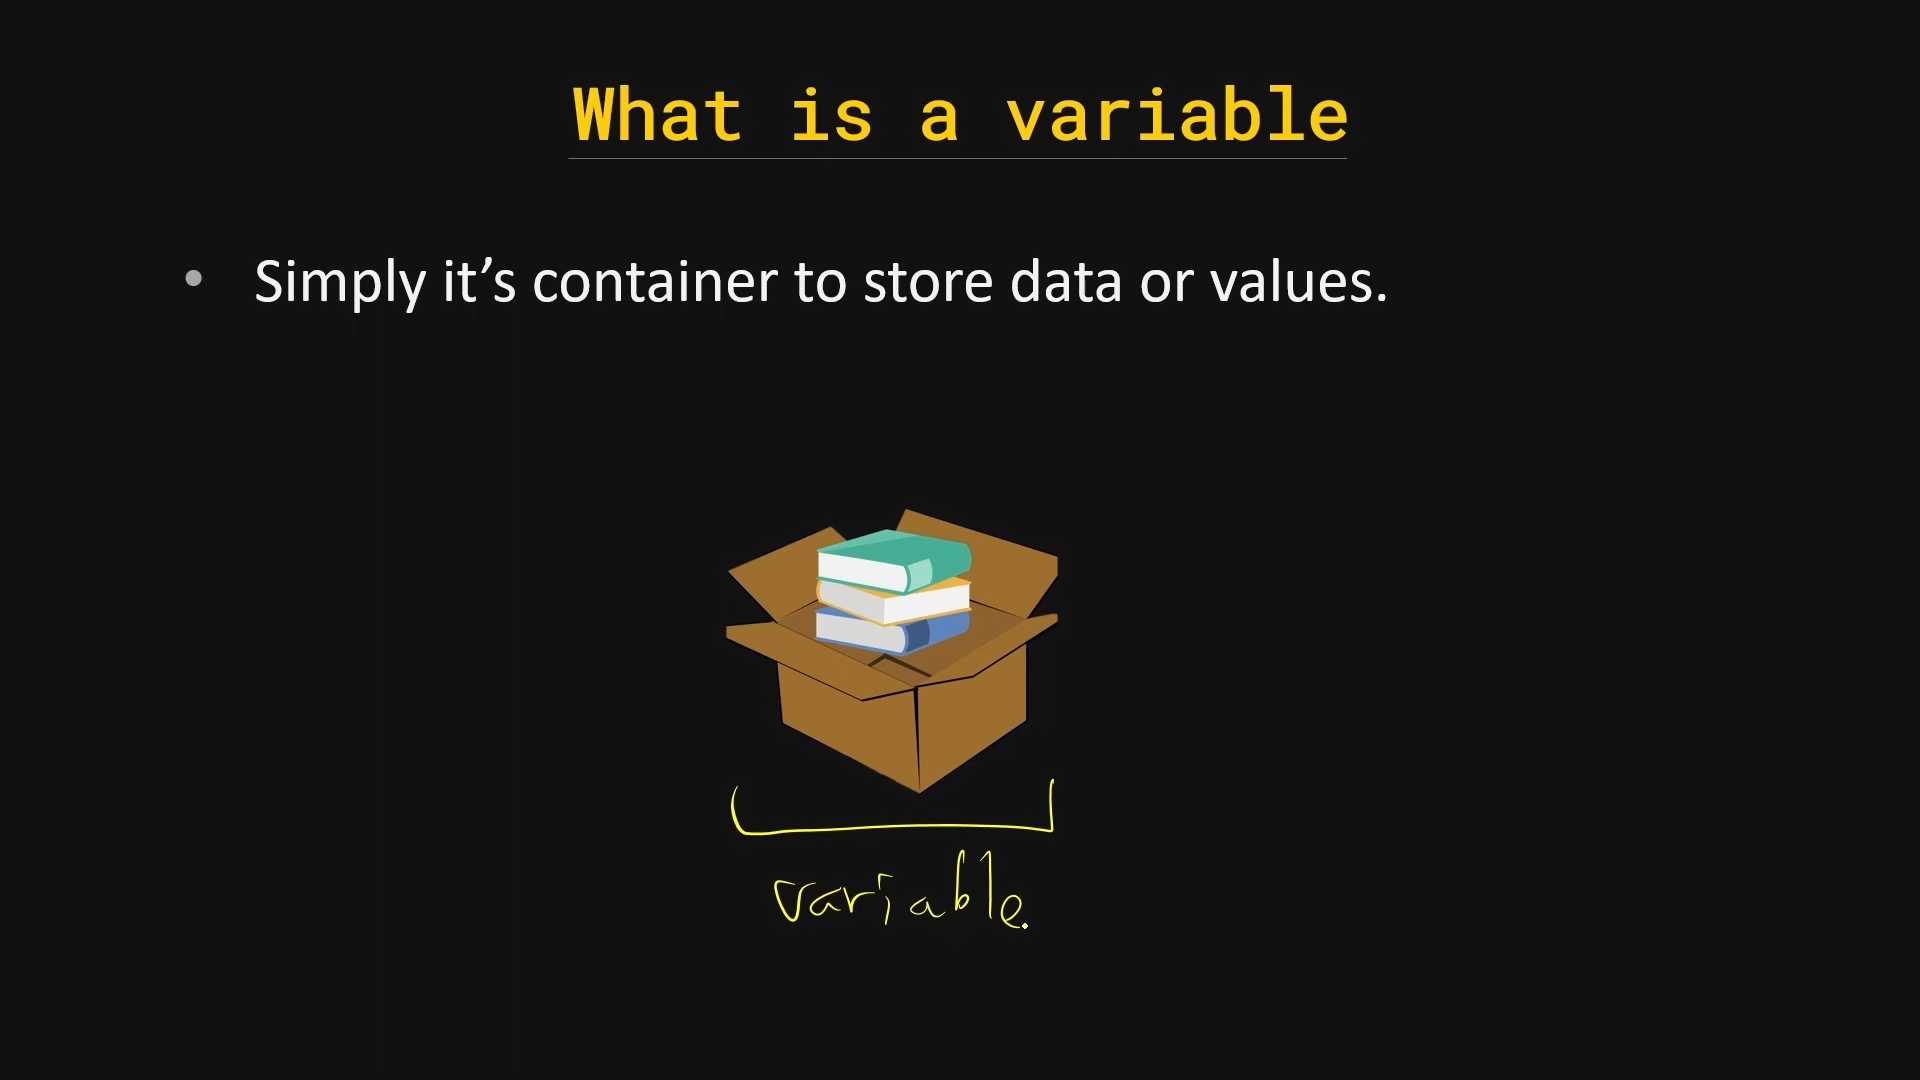 What is a variable
• Simply it’s container to store data or values.
variable